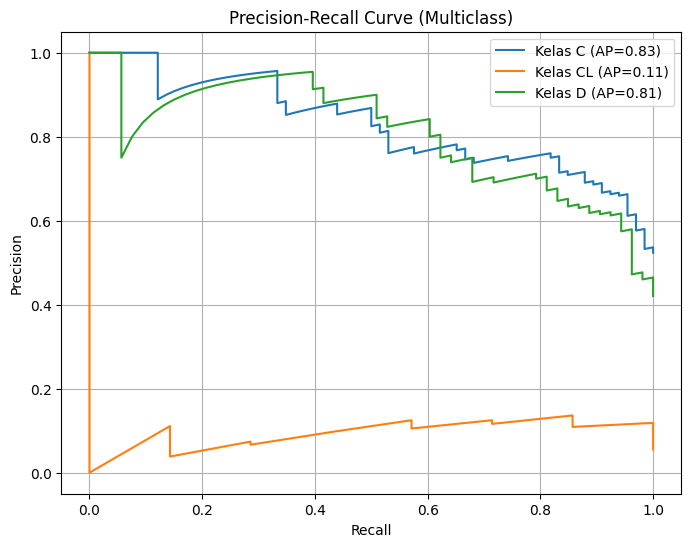 Precision-Recall Curve (Multiclass)
Kelas C (AP=0.83)
Kelas CL (AP=0.11)
Kelas D (AP=0.81)
Precision
1.0
0.8
0.6
0.4
0.2
0.0
0.0 0.2 0.4 0.6 0.8 1.0
Recall